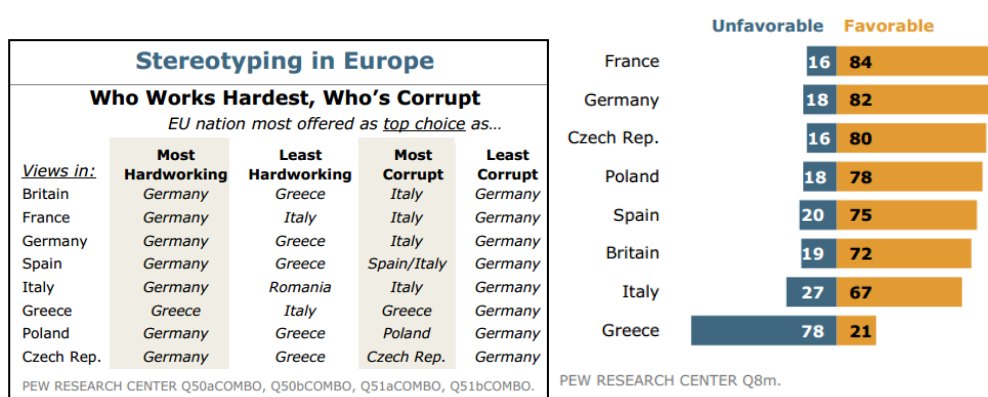 Stereotyping in Europe
Who Works Hardest, Who's Corrupt
EU nation most offered as top choice as…
Views in: Most Hardworking Least Hardworking Most Corrupt Least Corrupt
Britain Germany Greece Italy Germany
France Germany Italy Italy Germany
Germany Germany Greece Italy Germany
Spain Germany Greece Spain/Italy Germany
Italy Germany Romania Italy Germany
Greece Greece Italy Greece Germany
Poland Germany Greece Poland Germany
Czech Rep. Germany Greece Czech Rep. Germany
PEW RESEARCH CENTER Q50aCOMBO, Q50bCOMBO, Q51aCOMBO, Q51bCOMBO.
Unfavorable Favorable
France 16 84
Germany 18 82
Czech Rep. 16 80
Poland 18 78
Spain 20 75
Britain 19 72
Italy 27 67
Greece 78 21
PEW RESEARCH CENTER Q8m.